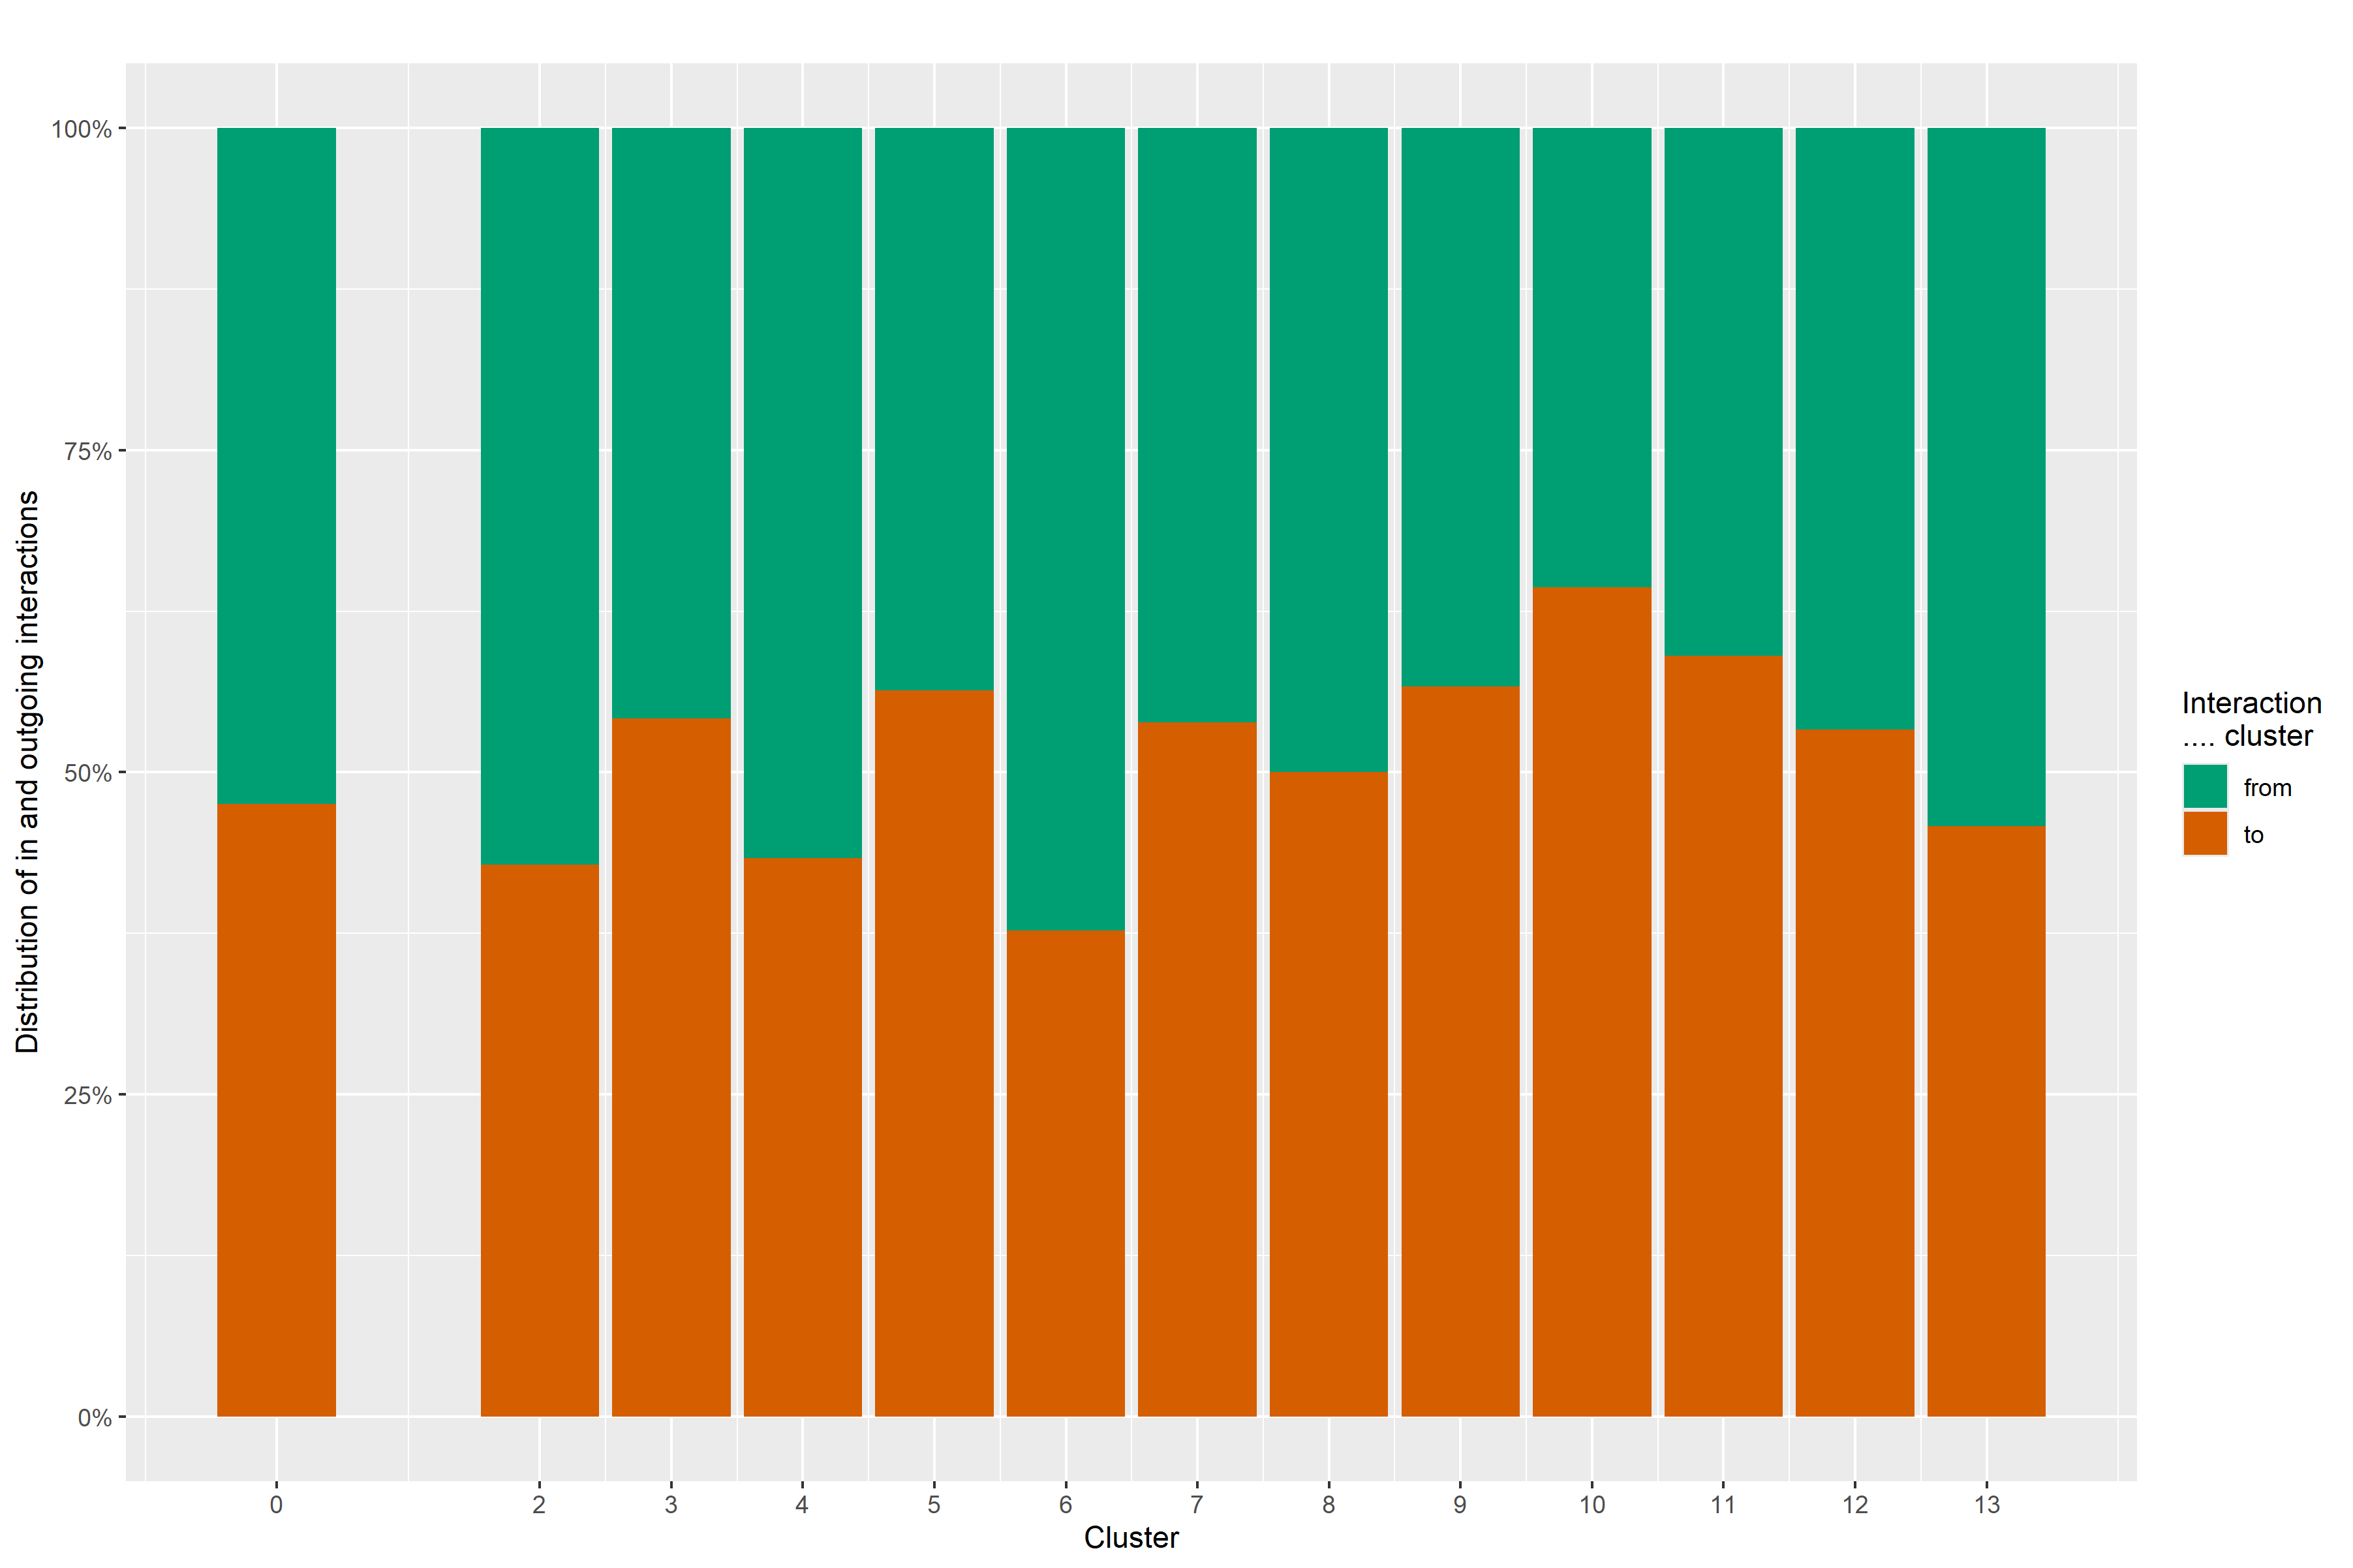 Distribution of in and outgoing interactions
100%
75%
50%
25%
0%
0 2 3 4 5 6 7 8 9 10 11 12 13
Cluster
Interaction
.... cluster
from
to